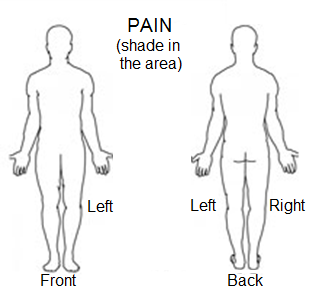 PAIN
(shade in
the area)
Left
Left
Right
Front
Back